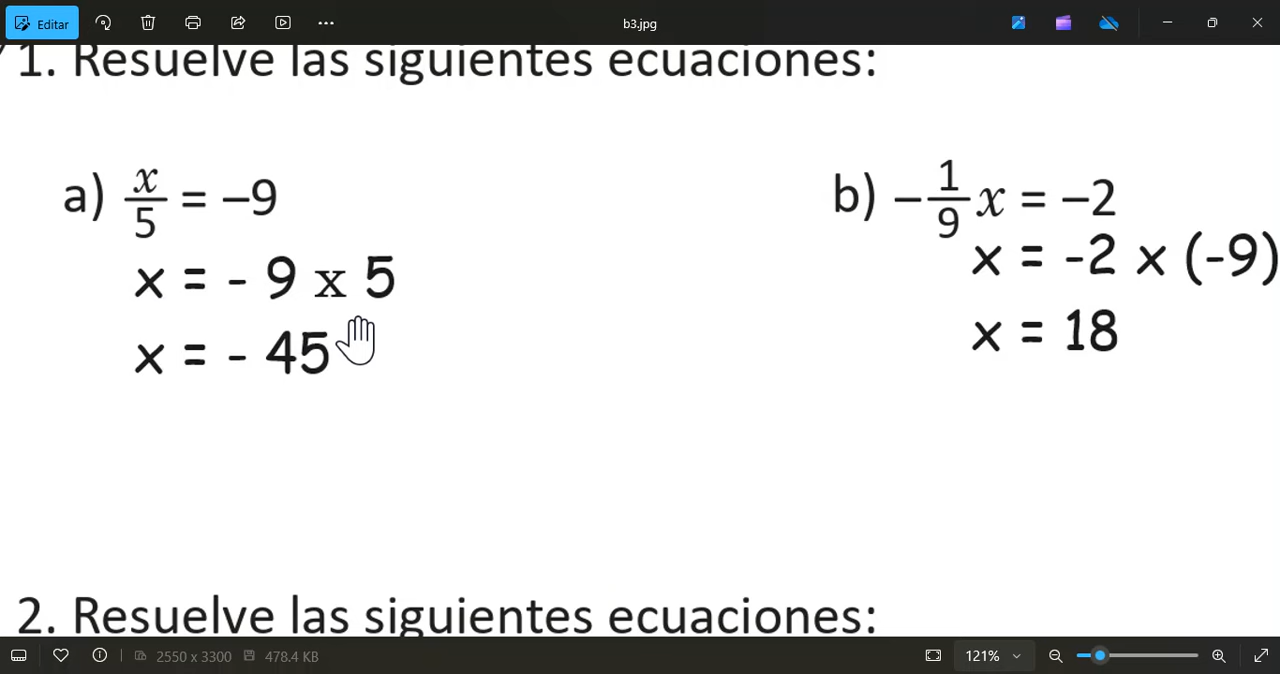 Editar
b3.jpg
1. Resuelve las siguientes ecuaciones:
a) x/5 = –9
x = - 9 x 5
x = - 45
b) –1/9 x = –2
x = -2 x (-9)
x = 18
2. Resuelve las siguientes ecuaciones:
2550 x 3300 478.4 KB 121%